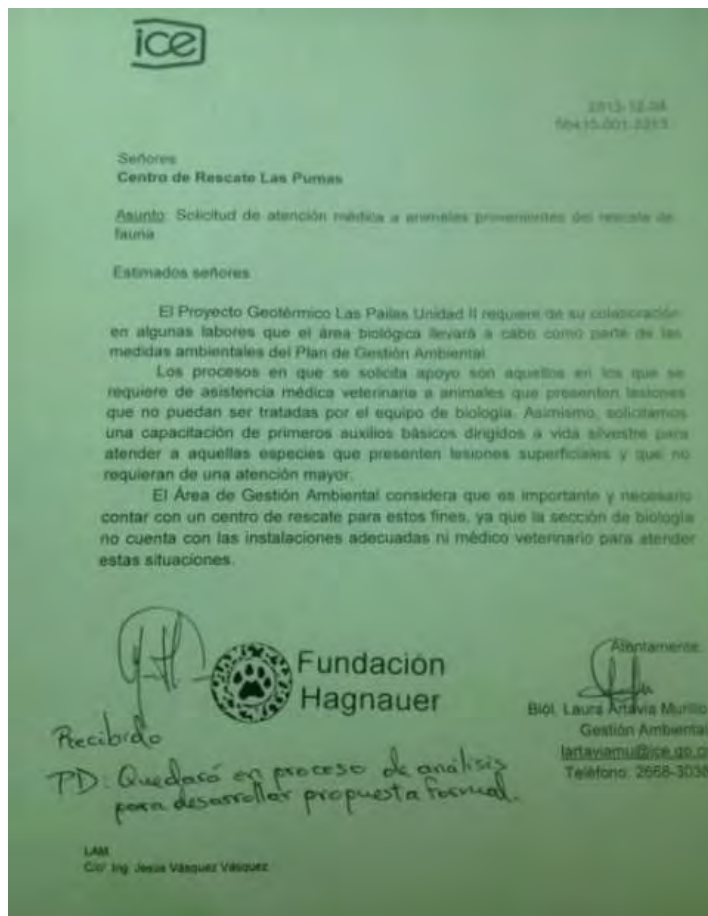 ice
2013-12-04
Señores
Centro de Rescate Las Pumas
Asunto: Solicitud de atención médica a animales provenientes del rescate de
fauna
Estimados señores
El Proyecto Geotérmico Las Pailas Unidad II requiere de su colaboración
en algunas labores que el área biológica llevará a cabo como parte de las
medidas ambientales del Plan de Gestión Ambiental.
Los procesos en que se solicita apoyo son aquellos en los que se
requiere de asistencia médica veterinaria a animales que presenten lesiones
que no puedan ser tratadas por el equipo de biología. Asimismo, solicitamos
una capacitación de primeros auxilios básicos dirigidos a vida silvestre para
atender a aquellas especies que presenten lesiones superficiales y que no
requieran de una atención mayor.
El Área de Gestión Ambiental considera que es importante y necesario
contar con un centro de rescate para estos fines, ya que la sección de biología
no cuenta con las instalaciones adecuadas ni médico veterinario para atender
estas situaciones.
Atentamente,
Fundación
Hagnauer
Biol. Laura Artavia Murillo
Gestión Ambiental
lartaviamu@ice.go.cr
Teléfono: 2668-3038
Recibido
PD: Quedará en proceso de análisis
para desarrollar propuesta formal.
LAM
C/c/ Ing. Jesús Vásquez Vásquez